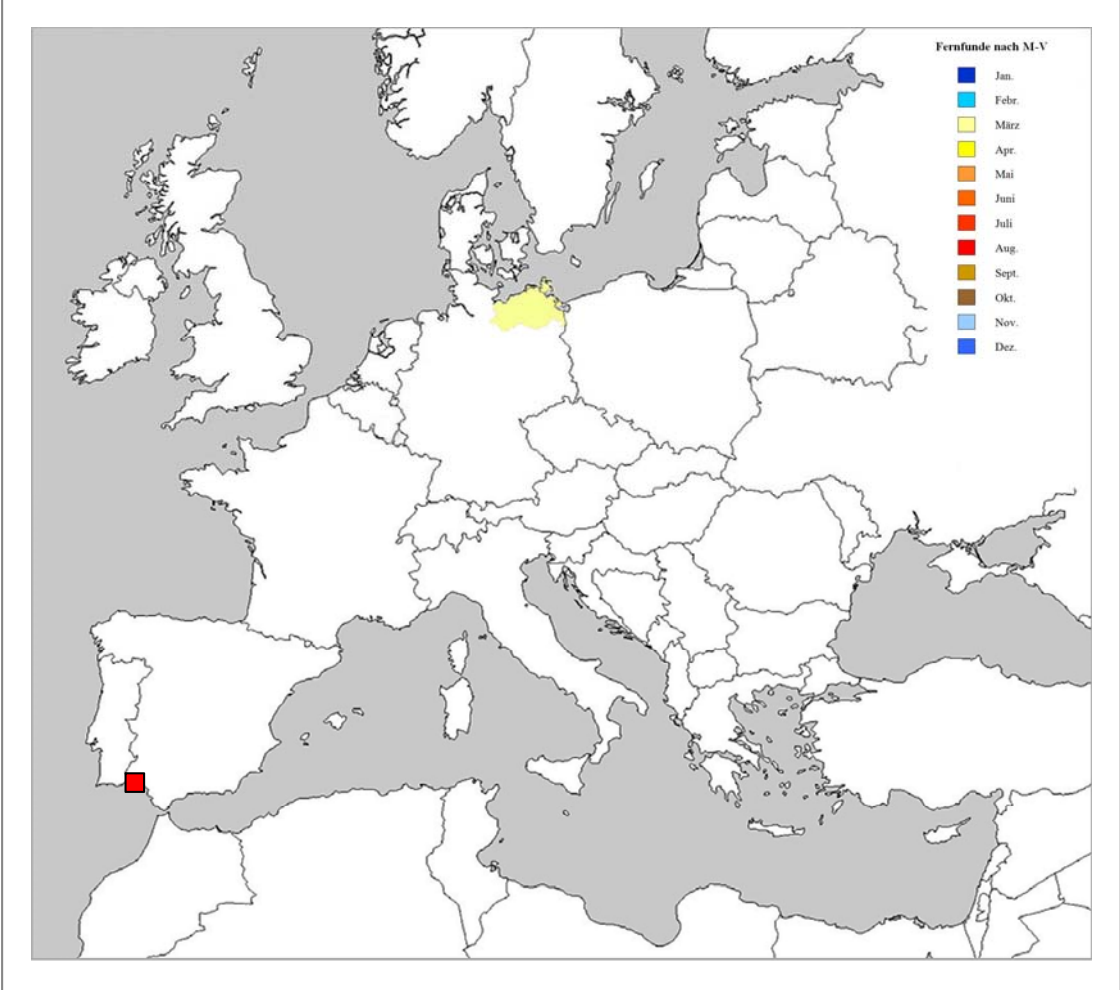 Fernfunde nach M-V
Jan.
Febr.
März
Apr.
Mai
Juni
Juli
Aug.
Sept.
Okt.
Nov.
Dez.